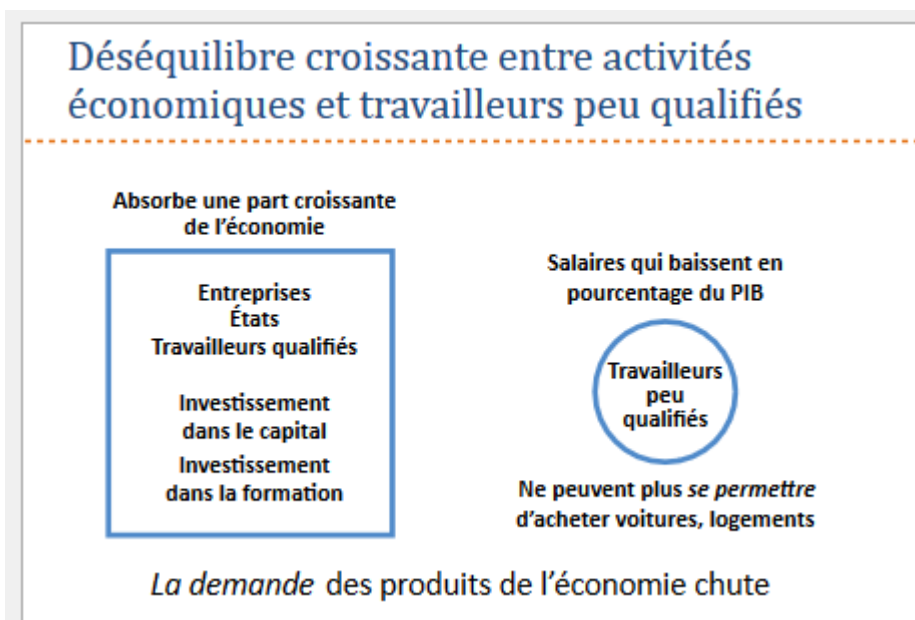 Déséquilibre croissante entre activités
économiques et travailleurs peu qualifiés
Absorbe une part croissante
de l’économie
Entreprises
États
Travailleurs qualifiés
Investissement
dans le capital
Investissement
dans la formation
Salaires qui baissent en
pourcentage du PIB
Travailleurs
peu
qualifiés
Ne peuvent plus se permettre
d’acheter voitures, logements
La demande des produits de l’économie chute